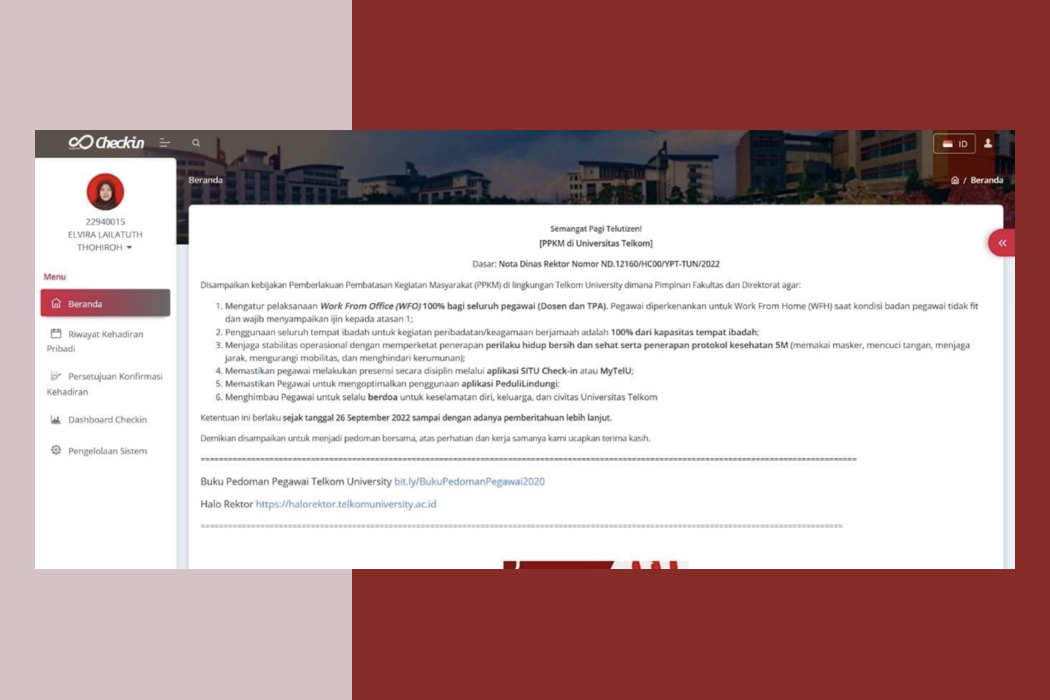 Checkin
ID
Beranda
/ Beranda
22940015
ELVIRA LAILATUTH
THOHIROH
Menu
Beranda
Riwayat Kehadiran
Pribadi
Persetujuan Konfirmasi
Kehadiran
Dashboard Checkin
Pengelolaan Sistem
Semangat Pagi Telutizen!
[PPKM di Universitas Telkom]
Dasar: Nota Dinas Rektor Nomor ND.12160/HC00/YPT-TUN/2022
Disampaikan kebijakan Pemberlakuan Pembatasan Kegiatan Masyarakat (PPKM) di lingkungan Telkom University dimana Pimpinan Fakultas dan Direktorat agar:
1. Mengatur pelaksanaan Work From Office (WFO) 100% bagi seluruh pegawai (Dosen dan TPA). Pegawai diperkenankan untuk Work From Home (WFH) saat kondisi badan pegawai tidak fit
dan wajib menyampaikan ijin kepada atasan 1;
2. Penggunaan seluruh tempat ibadah untuk kegiatan peribadatan/keagamaan berjamaah adalah 100% dari kapasitas tempat ibadah;
3. Menjaga stabilitas operasional dengan memperketat penerapan perilaku hidup bersih dan sehat serta penerapan protokol kesehatan 5M (memakai masker, mencuci tangan, menjaga
jarak, mengurangi mobilitas, dan menghindari kerumunan);
4. Memastikan pegawai melakukan presensi secara disiplin melalui aplikasi SITU Check-in atau MyTelU;
5. Memastikan Pegawai untuk mengoptimalkan penggunaan aplikasi PeduliLindungi;
6. Menghimbau Pegawai untuk selalu berdoa untuk keselamatan diri, keluarga, dan civitas Universitas Telkom
Ketentuan ini berlaku sejak tanggal 26 September 2022 sampai dengan adanya pemberitahuan lebih lanjut.
Demikian disampaikan untuk menjadi pedoman bersama, atas perhatian dan kerja samanya kami ucapkan terima kasih.
Buku Pedoman Pegawai Telkom University bit.ly/BukuPedomanPegawai2020
Halo Rektor https://halorektor.telkomuniversity.ac.id